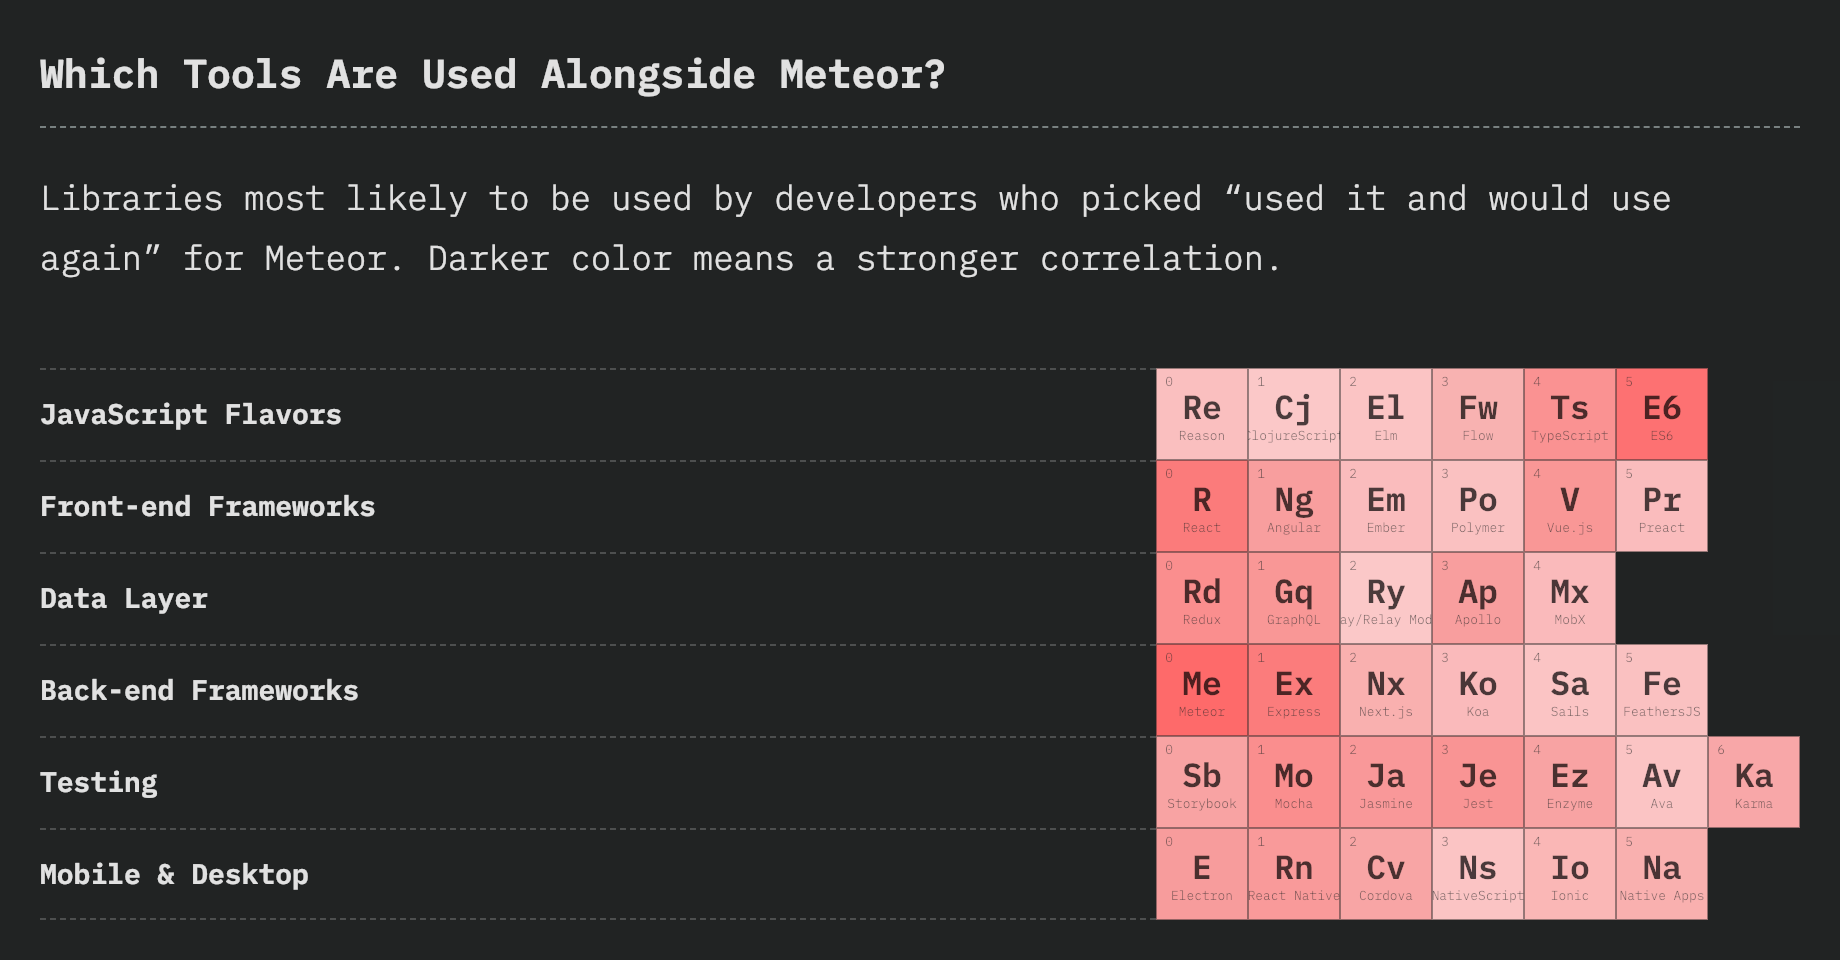 Which Tools Are Used Alongside Meteor?
Libraries most likely to be used by developers who picked “used it and would use
again” for Meteor. Darker color means a stronger correlation.
JavaScript Flavors
0 1 2 3 4 5
Re Cj El Fw Ts E6
Reason ClojureScript Elm Flow TypeScript ES6
Front-end Frameworks
0 1 2 3 4 5
R Ng Em Po V Pr
React Angular Ember Polymer Vue.js Preact
Data Layer
0 1 2 3 4
Rd Gq Ry Ap Mx
Redux GraphQL ay/Relay Mod Apollo MobX
Back-end Frameworks
0 1 2 3 4 5
Me Ex Nx Ko Sa Fe
Meteor Express Next.js Koa Sails FeathersJS
Testing
0 1 2 3 4 5 6
Sb Mo Ja Je Ez Av Ka
Storybook Mocha Jasmine Jest Enzyme Ava Karma
Mobile & Desktop
0 1 2 3 4 5
E Rn Cv Ns Io Na
Electron React Native Cordova NativeScript Ionic Native Apps